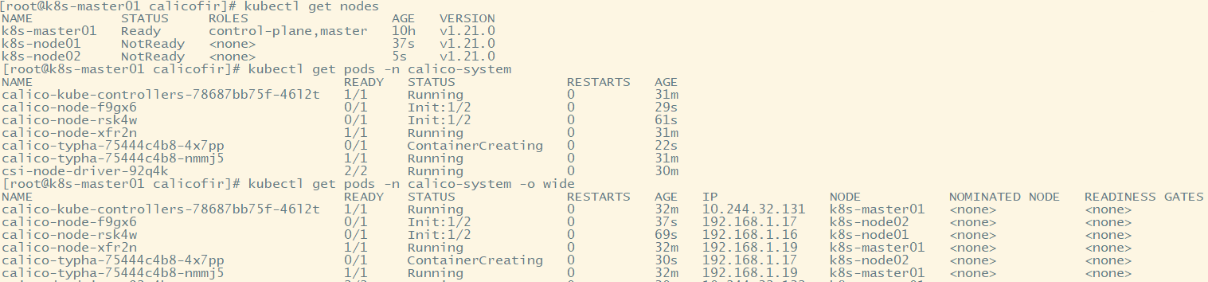 [root@k8s-master01 calicofir]# kubectl get nodes
NAME STATUS ROLES AGE VERSION
k8s-master01 Ready control-plane,master 10h v1.21.0
k8s-node01 NotReady <none> 37s v1.21.0
k8s-node02 NotReady <none> 5s v1.21.0
[root@k8s-master01 calicofir]# kubectl get pods -n calico-system
NAME READY STATUS RESTARTS AGE
calico-kube-controllers-78687bb75f-46l2t 1/1 Running 0 31m
calico-node-f9gx6 0/1 Init:1/2 0 29s
calico-node-rsk4w 0/1 Init:1/2 0 61s
calico-node-xfr2n 1/1 Running 0 31m
calico-typha-75444c4b8-4x7pp 0/1 ContainerCreating 0 22s
calico-typha-75444c4b8-nmmj5 1/1 Running 0 31m
csi-node-driver-92q4k 2/2 Running 0 30m
[root@k8s-master01 calicofir]# kubectl get pods -n calico-system -o wide
NAME READY STATUS RESTARTS AGE IP NODE NOMINATED NODE READINESS GATES
calico-kube-controllers-78687bb75f-46l2t 1/1 Running 0 32m 10.244.32.131 k8s-master01 <none> <none>
calico-node-f9gx6 0/1 Init:1/2 0 37s 192.168.1.17 k8s-node02 <none> <none>
calico-node-rsk4w 0/1 Init:1/2 0 69s 192.168.1.16 k8s-node01 <none> <none>
calico-node-xfr2n 1/1 Running 0 32m 192.168.1.19 k8s-master01 <none> <none>
calico-typha-75444c4b8-4x7pp 0/1 ContainerCreating 0 30s 192.168.1.17 k8s-node02 <none> <none>
calico-typha-75444c4b8-nmmj5 1/1 Running 0 32m 192.168.1.19 k8s-master01 <none> <none>